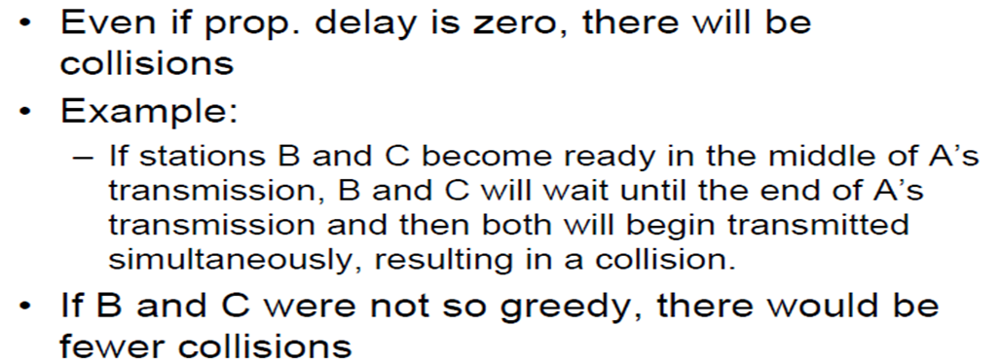 • Even if prop. delay is zero, there will be
collisions
• Example:
– If stations B and C become ready in the middle of A's
transmission, B and C will wait until the end of A's
transmission and then both will begin transmitted
simultaneously, resulting in a collision.
• If B and C were not so greedy, there would be
fewer collisions